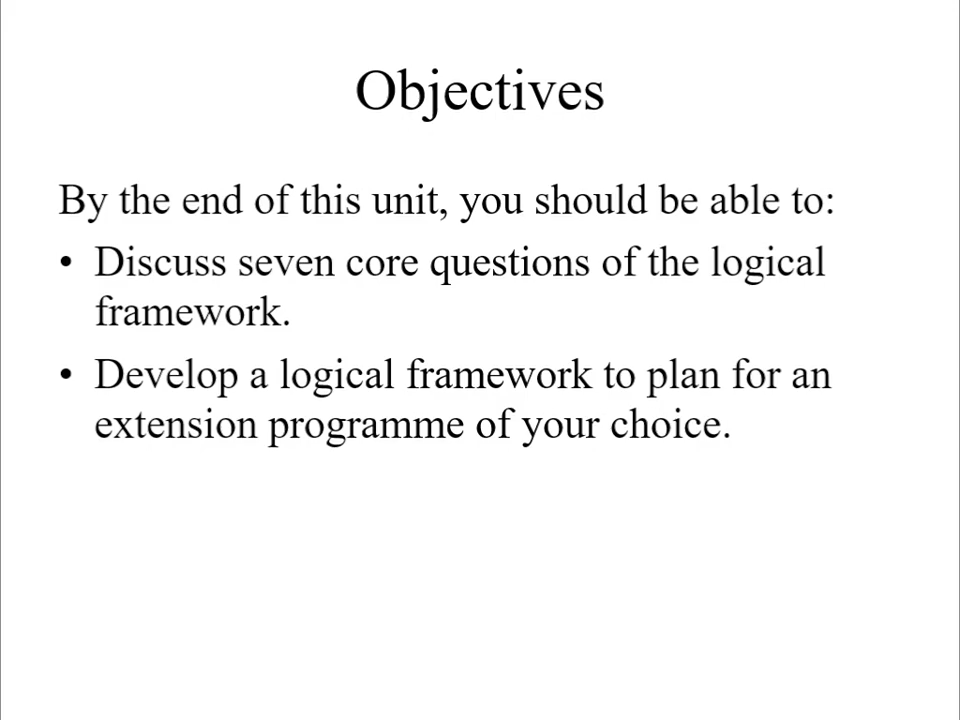 Objectives
By the end of this unit, you should be able to:
• Discuss seven core questions of the logical
framework.
• Develop a logical framework to plan for an
extension programme of your choice.